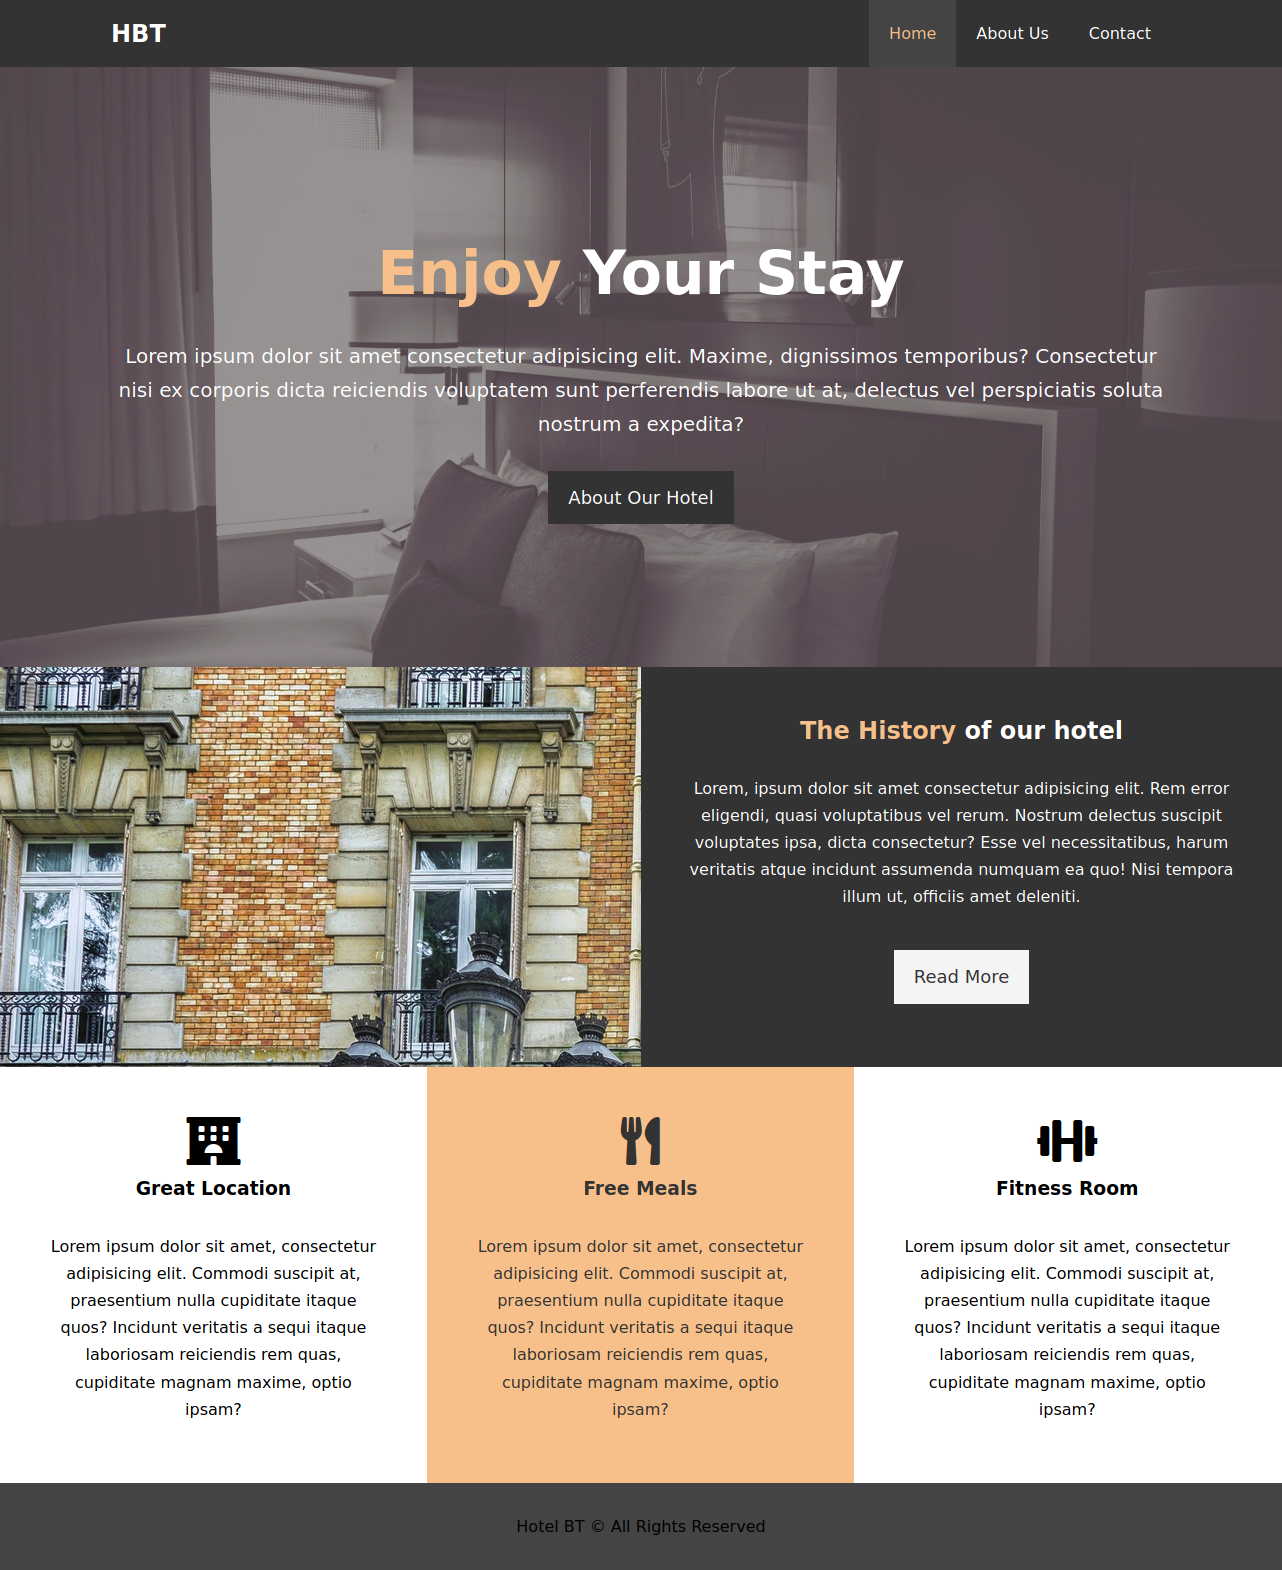 HBT
Home
About Us
Contact
Enjoy Your Stay
Lorem ipsum dolor sit amet consectetur adipisicing elit. Maxime, dignissimos temporibus? Consectetur
nisi ex corporis dicta reiciendis voluptatem sunt perferendis labore ut at, delectus vel perspiciatis soluta
nostrum a expedita?
About Our Hotel
The History of our hotel
Lorem, ipsum dolor sit amet consectetur adipisicing elit. Rem error
eligendi, quasi voluptatibus vel rerum. Nostrum delectus suscipit
voluptates ipsa, dicta consectetur? Esse vel necessitatibus, harum
veritatis atque incidunt assumenda numquam ea quo! Nisi tempora
illum ut, officiis amet deleniti.
Read More
Great Location
Lorem ipsum dolor sit amet, consectetur
adipisicing elit. Commodi suscipit at,
praesentium nulla cupiditate itaque
quos? Incidunt veritatis a sequi itaque
laboriosam reiciendis rem quas,
cupiditate magnam maxime, optio
ipsam?
Free Meals
Lorem ipsum dolor sit amet, consectetur
adipisicing elit. Commodi suscipit at,
praesentium nulla cupiditate itaque
quos? Incidunt veritatis a sequi itaque
laboriosam reiciendis rem quas,
cupiditate magnam maxime, optio
ipsam?
Fitness Room
Lorem ipsum dolor sit amet, consectetur
adipisicing elit. Commodi suscipit at,
praesentium nulla cupiditate itaque
quos? Incidunt veritatis a sequi itaque
laboriosam reiciendis rem quas,
cupiditate magnam maxime, optio
ipsam?
Hotel BT © All Rights Reserved